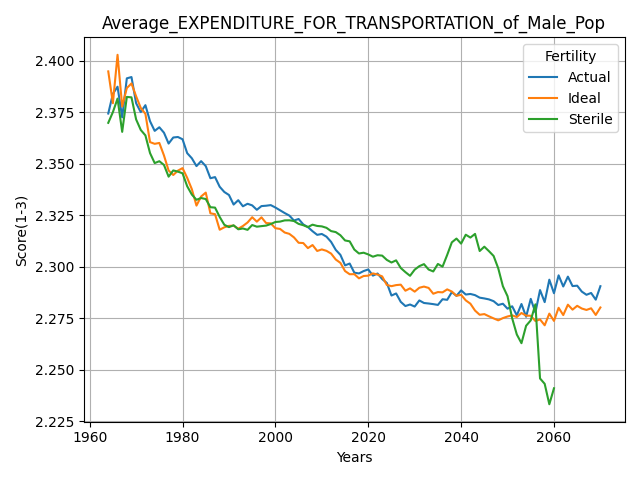 Average_EXPENDITURE_FOR_TRANSPORTATION_of_Male_Pop
Fertility
Actual
Ideal
Sterile
Score(1-3)
2.400
2.375
2.350
2.325
2.300
2.275
2.250
2.225
1960 1980 2000 2020 2040 2060
Years